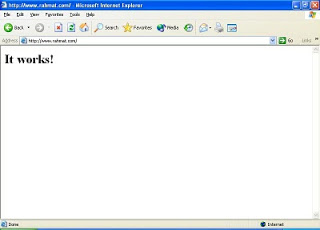 http://www.rahmat.com/ - Microsoft Internet Explorer
File Edit View Favorites Tools Help
Back Search Favorites Media
Address http://www.rahmat.com/ Go Links »
It works!
Done Internet